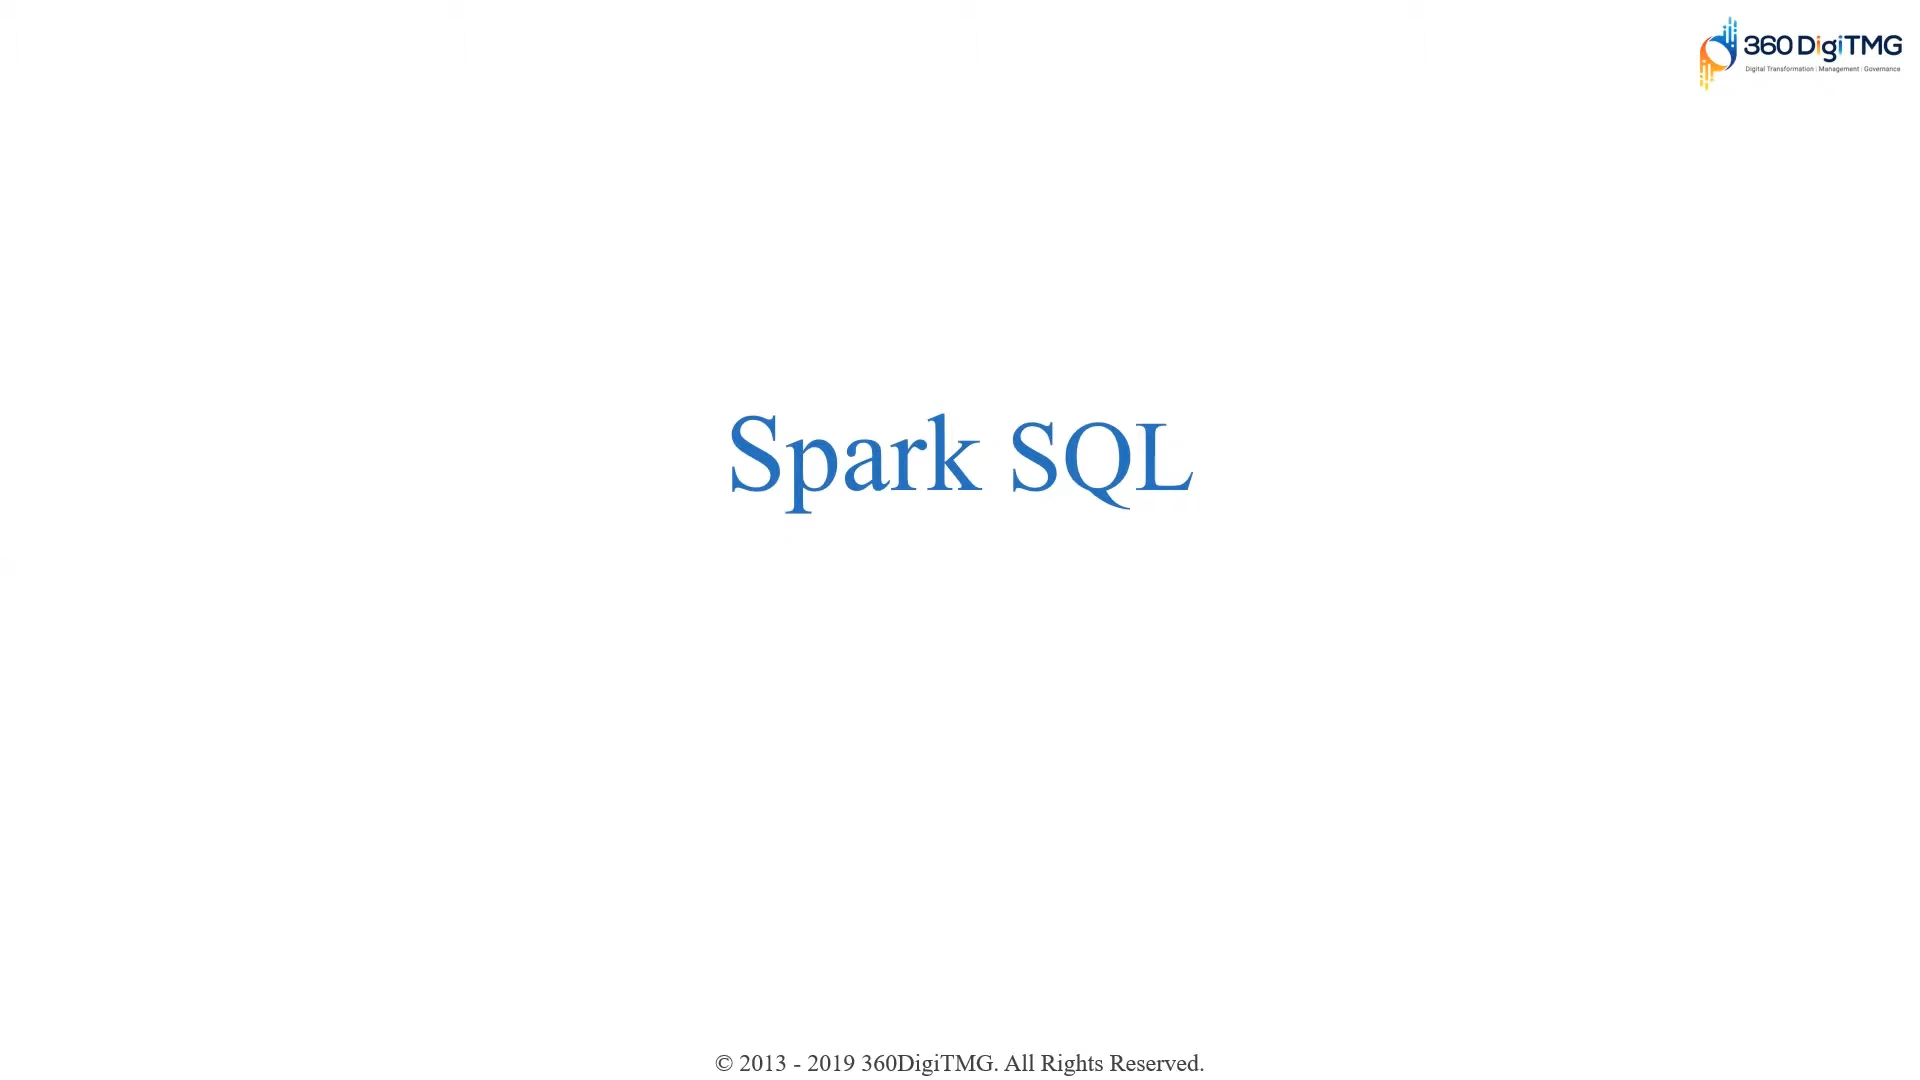 360 DigiTMG
Digital Transformation | Management | Governance
Spark SQL
© 2013 - 2019 360DigiTMG. All Rights Reserved.